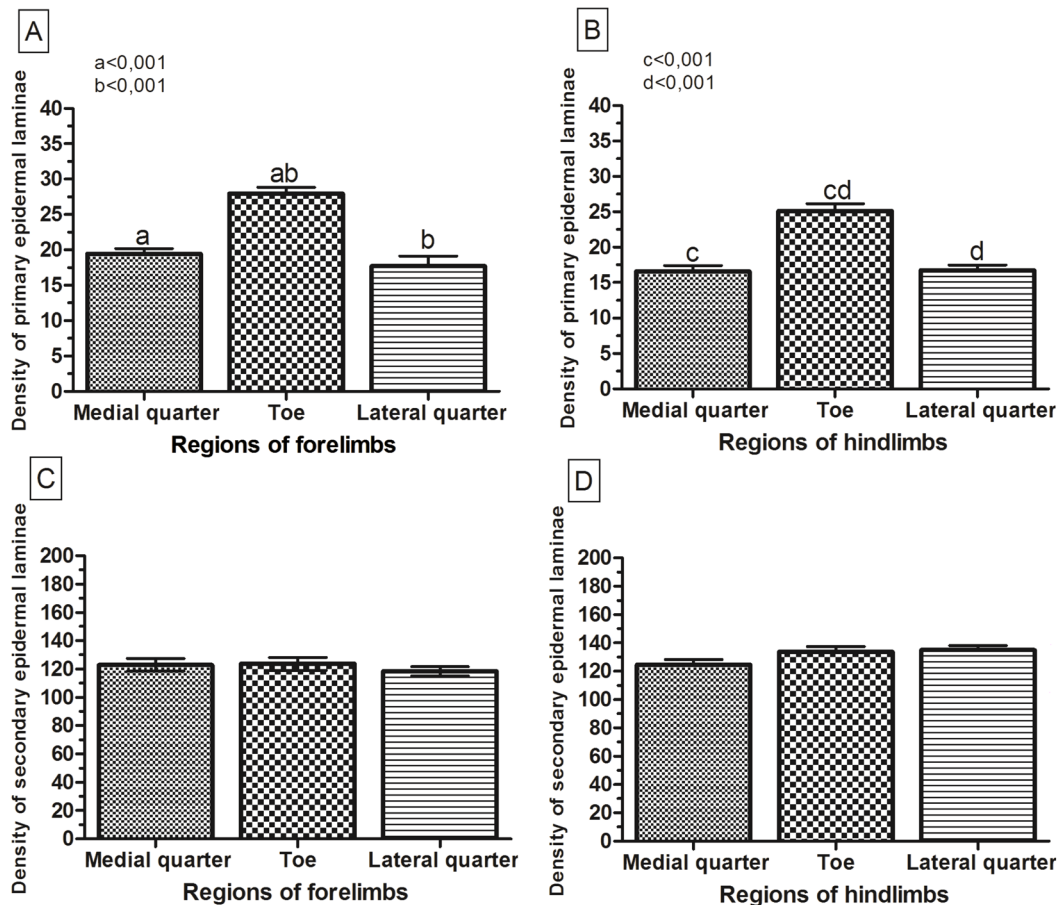 A
a<0,001
b<0,001
Density of primary epidermal laminae
40
35
30
25
20
15
10
5
0
a
ab
b
Medial quarter
Toe
Lateral quarter
Regions of forelimbs
B
c<0,001
d<0,001
Density of primary epidermal laminae
40
35
30
25
20
15
10
5
0
c
cd
d
Medial quarter
Toe
Lateral quarter
Regions of hindlimbs
C
Density of secondary epidermal laminae
200
180
160
140
120
100
80
60
40
20
0
Medial quarter
Toe
Lateral quarter
Regions of forelimbs
D
Density of secondary epidermal laminae
200
180
160
140
120
100
80
60
40
20
0
Medial quarter
Toe
Lateral quarter
Regions of hindlimbs